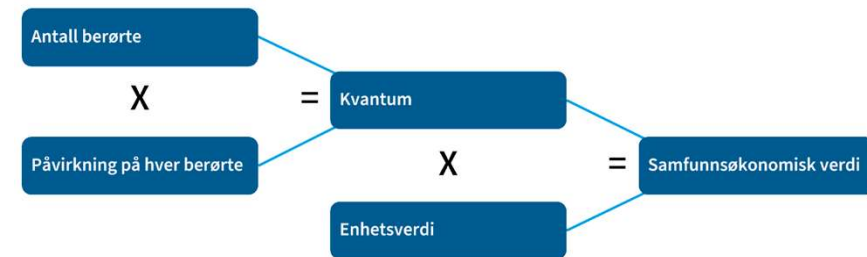 Antall berørte
X
= Kvantum
Påvirkning på hver berørte
X
= Samfunnsøkonomisk verdi
Enhetsverdi